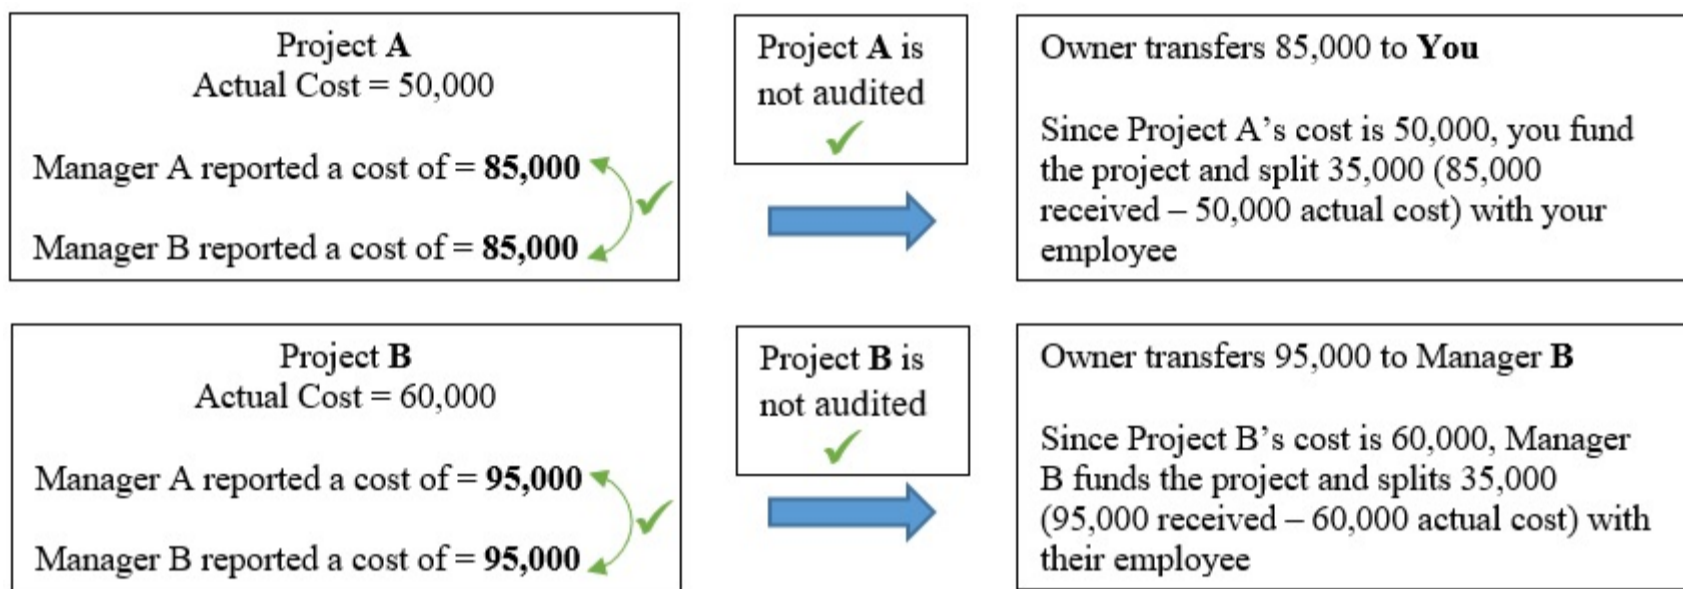 Project A
Actual Cost = 50,000
Manager A reported a cost of = 85,000
Manager B reported a cost of = 85,000
Project A is
not audited
Owner transfers 85,000 to You
Since Project A’s cost is 50,000, you fund
the project and split 35,000 (85,000
received – 50,000 actual cost) with your
employee
Project B
Actual Cost = 60,000
Manager A reported a cost of = 95,000
Manager B reported a cost of = 95,000
Project B is
not audited
Owner transfers 95,000 to Manager B
Since Project B’s cost is 60,000, Manager
B funds the project and splits 35,000
(95,000 received – 60,000 actual cost) with
their employee